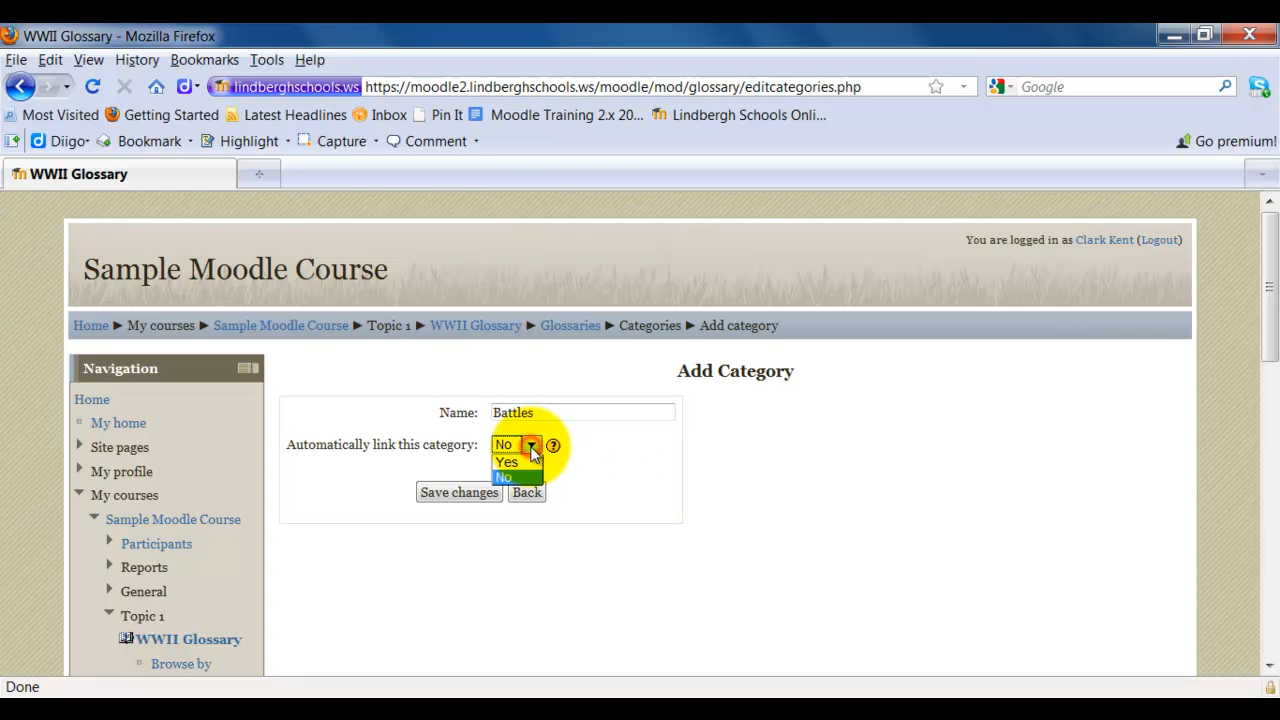 WWII Glossary - Mozilla Firefox
File Edit View History Bookmarks Tools Help
lindberghschools.ws https://moodle2.lindberghschools.ws/moodle/mod/glossary/editcategories.php Google
Most Visited Getting Started Latest Headlines Inbox Pin It Moodle Training 2.x 20... Lindbergh Schools Onli...
Diigo Bookmark Highlight Capture Comment Go premium!
WWII Glossary
You are logged in as Clark Kent (Logout)
Sample Moodle Course
Home ► My courses ► Sample Moodle Course ► Topic 1 ► WWII Glossary ► Glossaries ► Categories ► Add category
Navigation
Home
My home
Site pages
My profile
My courses
Sample Moodle Course
Participants
Reports
General
Topic 1
WWII Glossary
Browse by
Add Category
Name: Battles
Automatically link this category: No
Yes
No
Save changes Back
Done